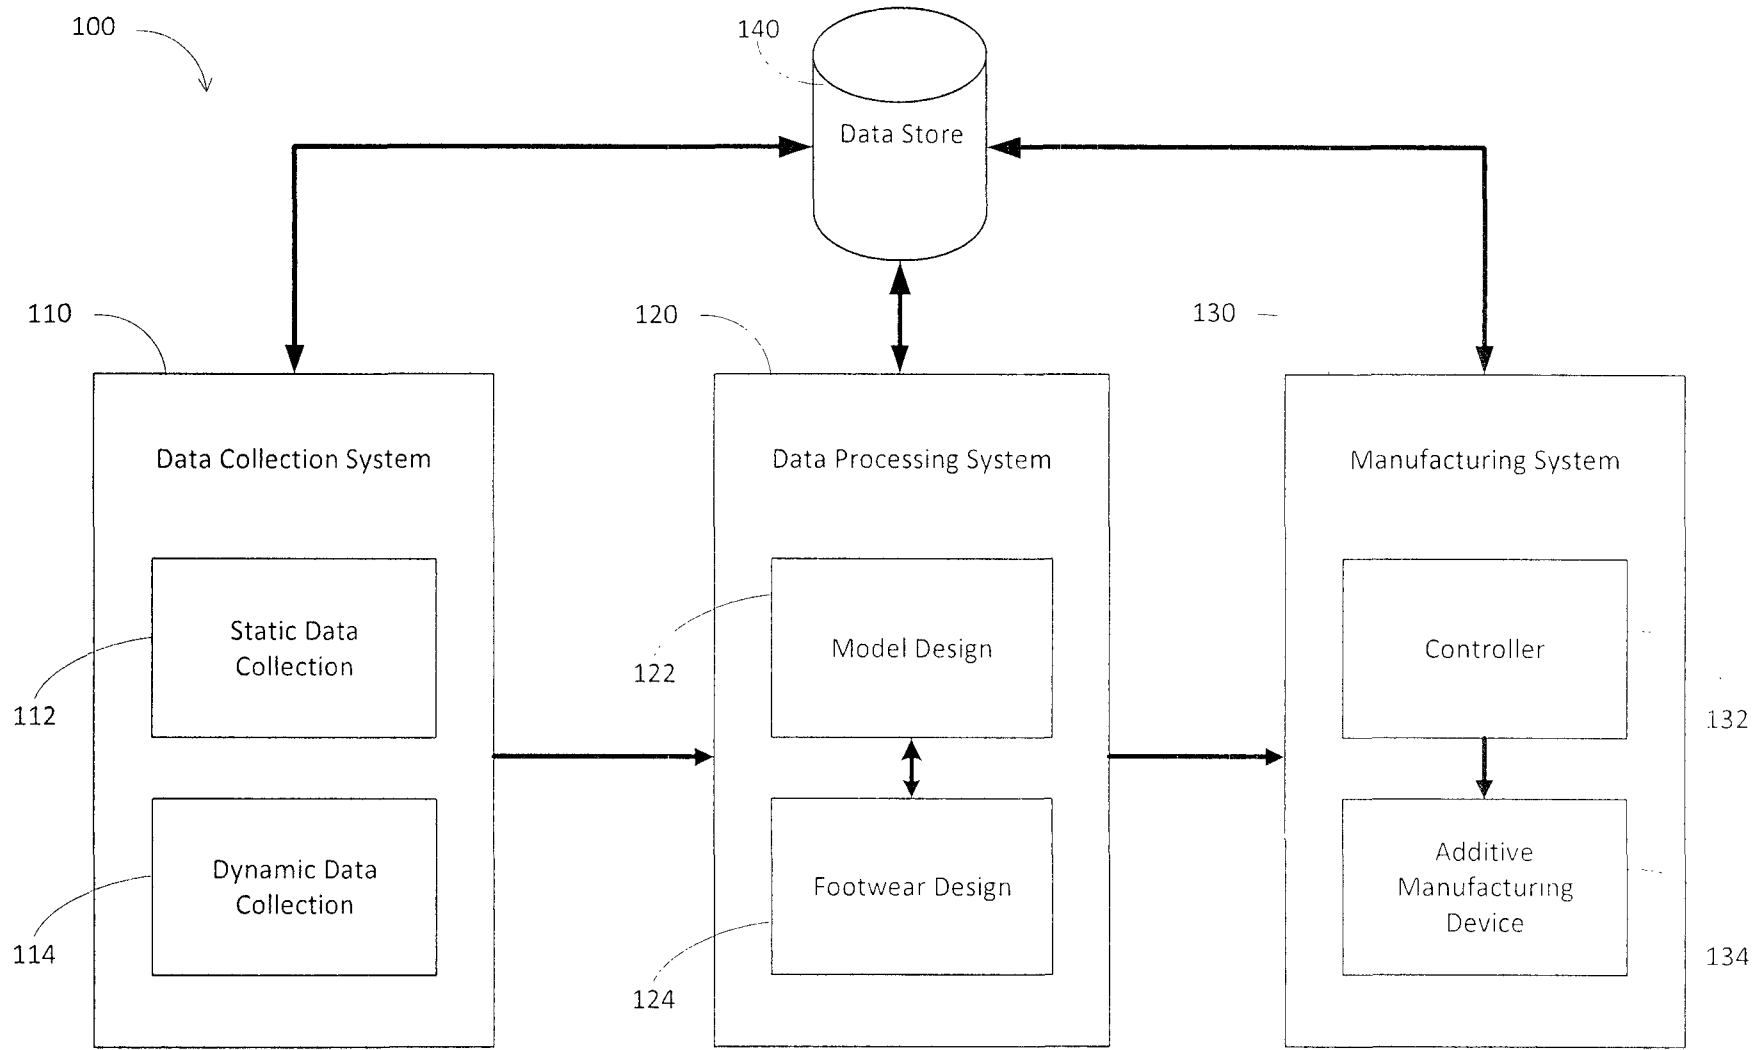 100
140
Data Store
110
120
130
Data Collection System
Data Processing System
Manufacturing System
Static Data
Collection
112
Model Design
122
Controller
132
Dynamic Data
Collection
114
Footwear Design
124
Additive
Manufacturing
Device
134